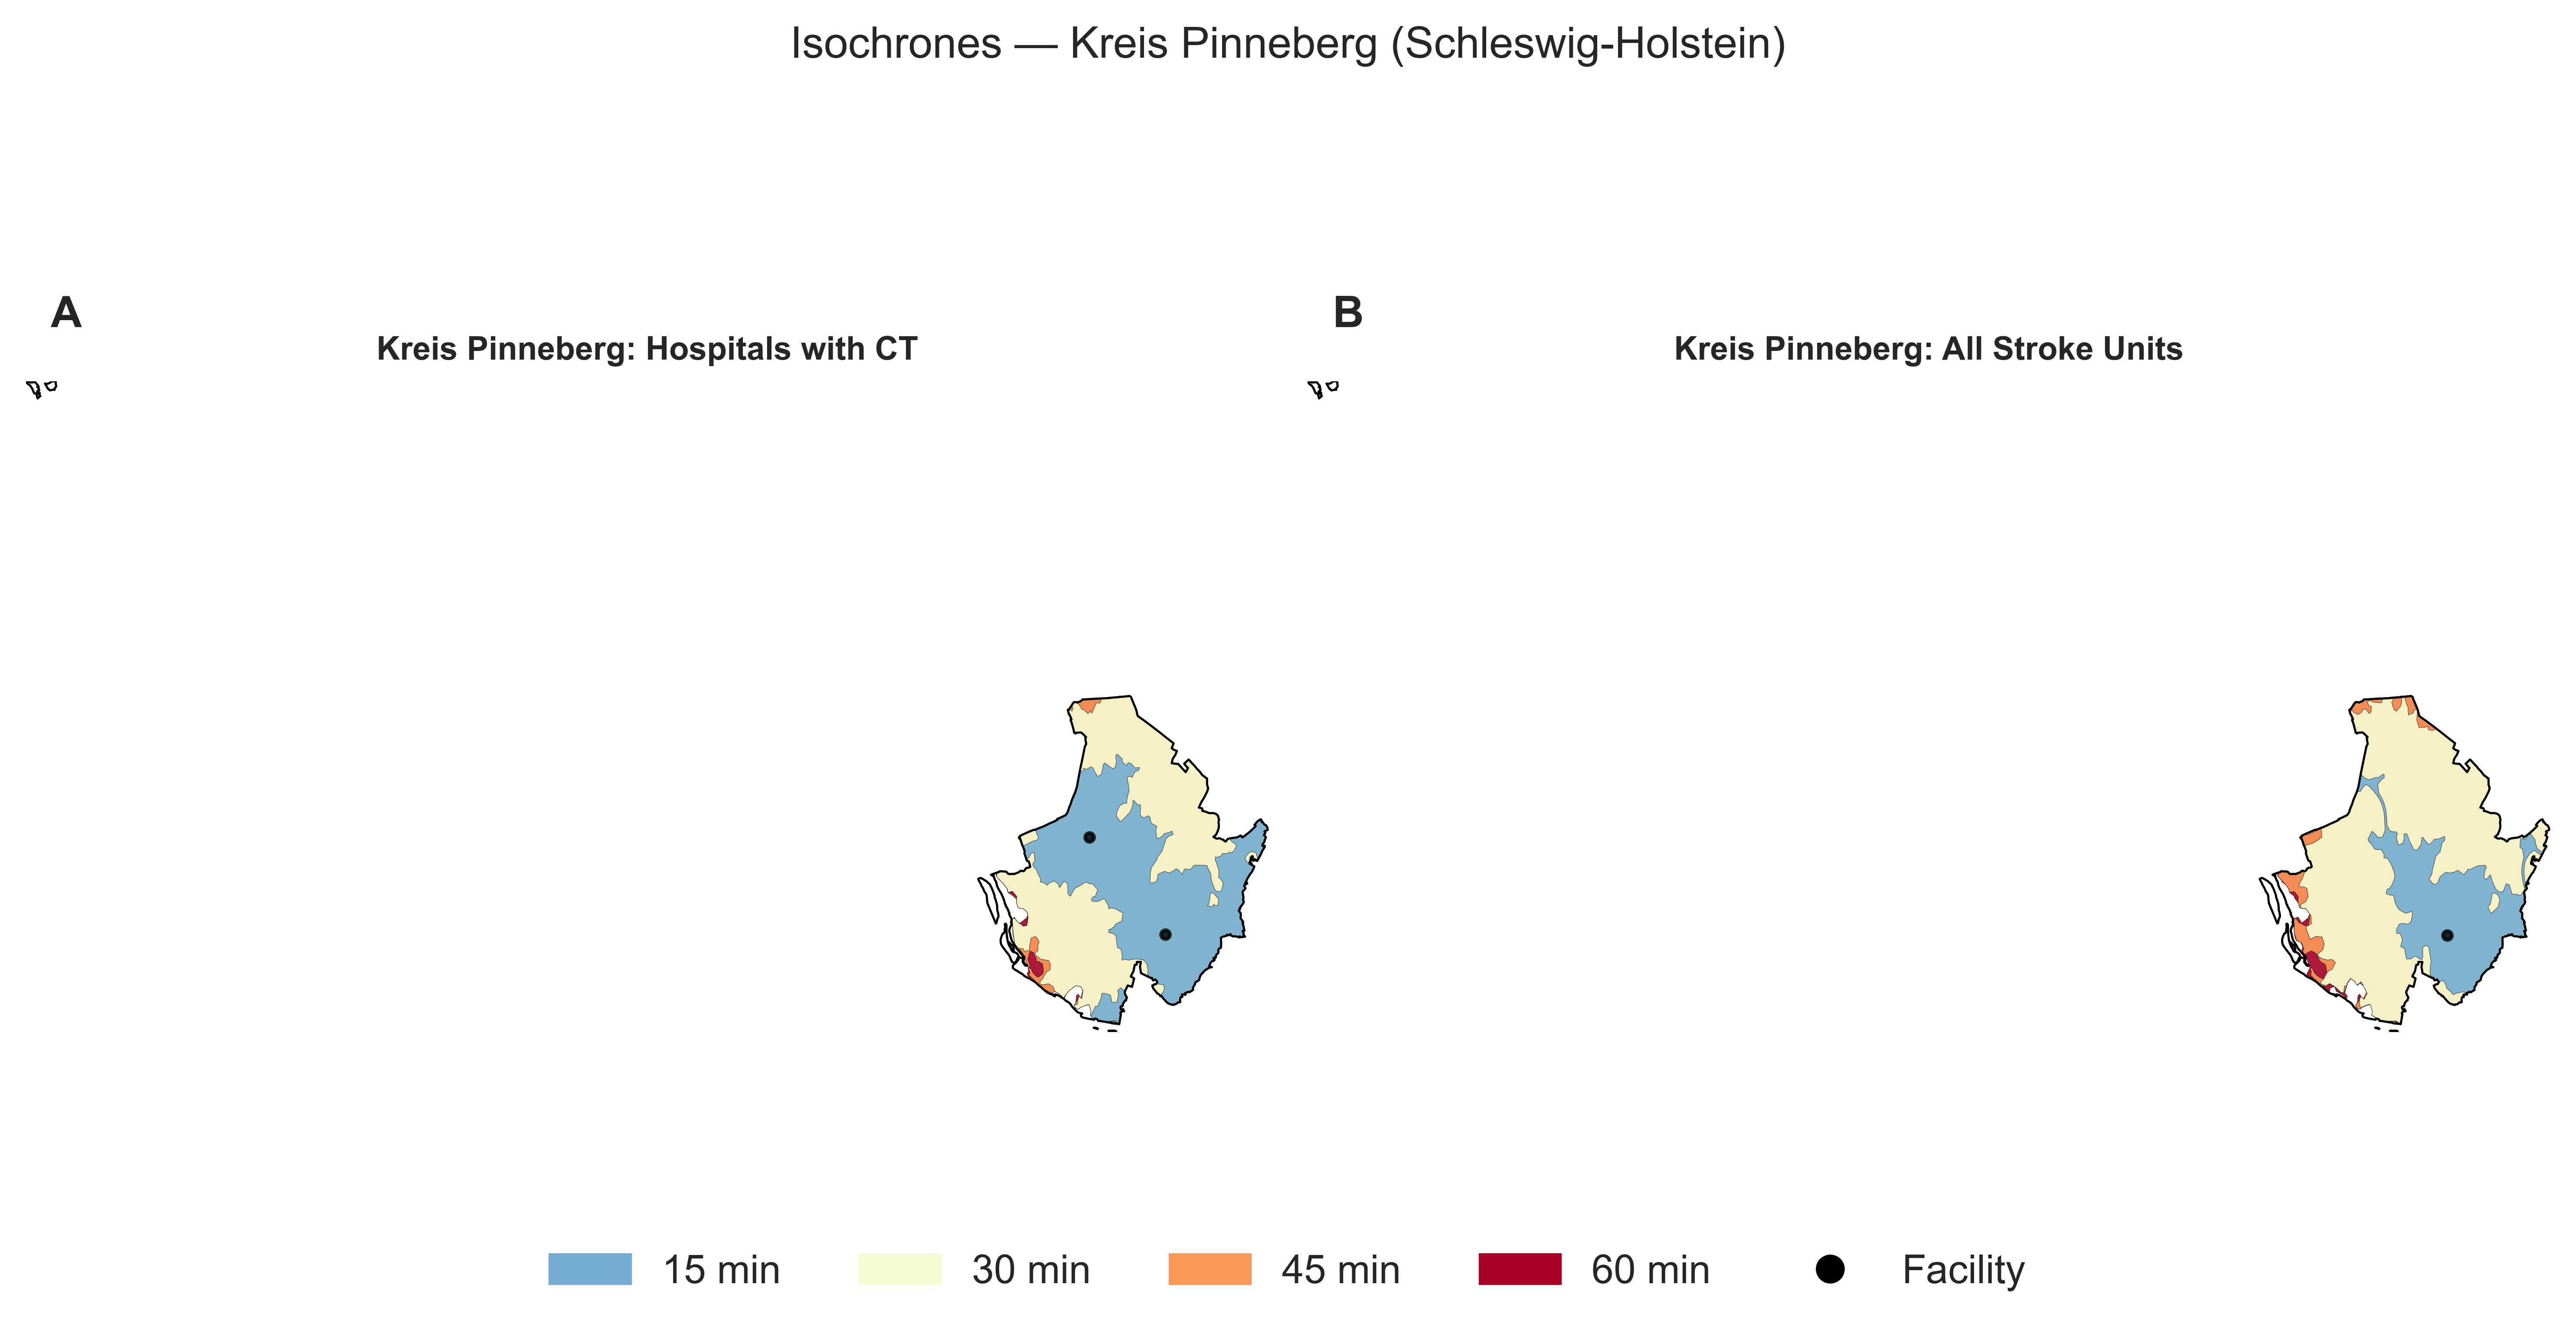 Isochrones — Kreis Pinneberg (Schleswig-Holstein)
A
Kreis Pinneberg: Hospitals with CT
B
Kreis Pinneberg: All Stroke Units
15 min
30 min
45 min
60 min
Facility